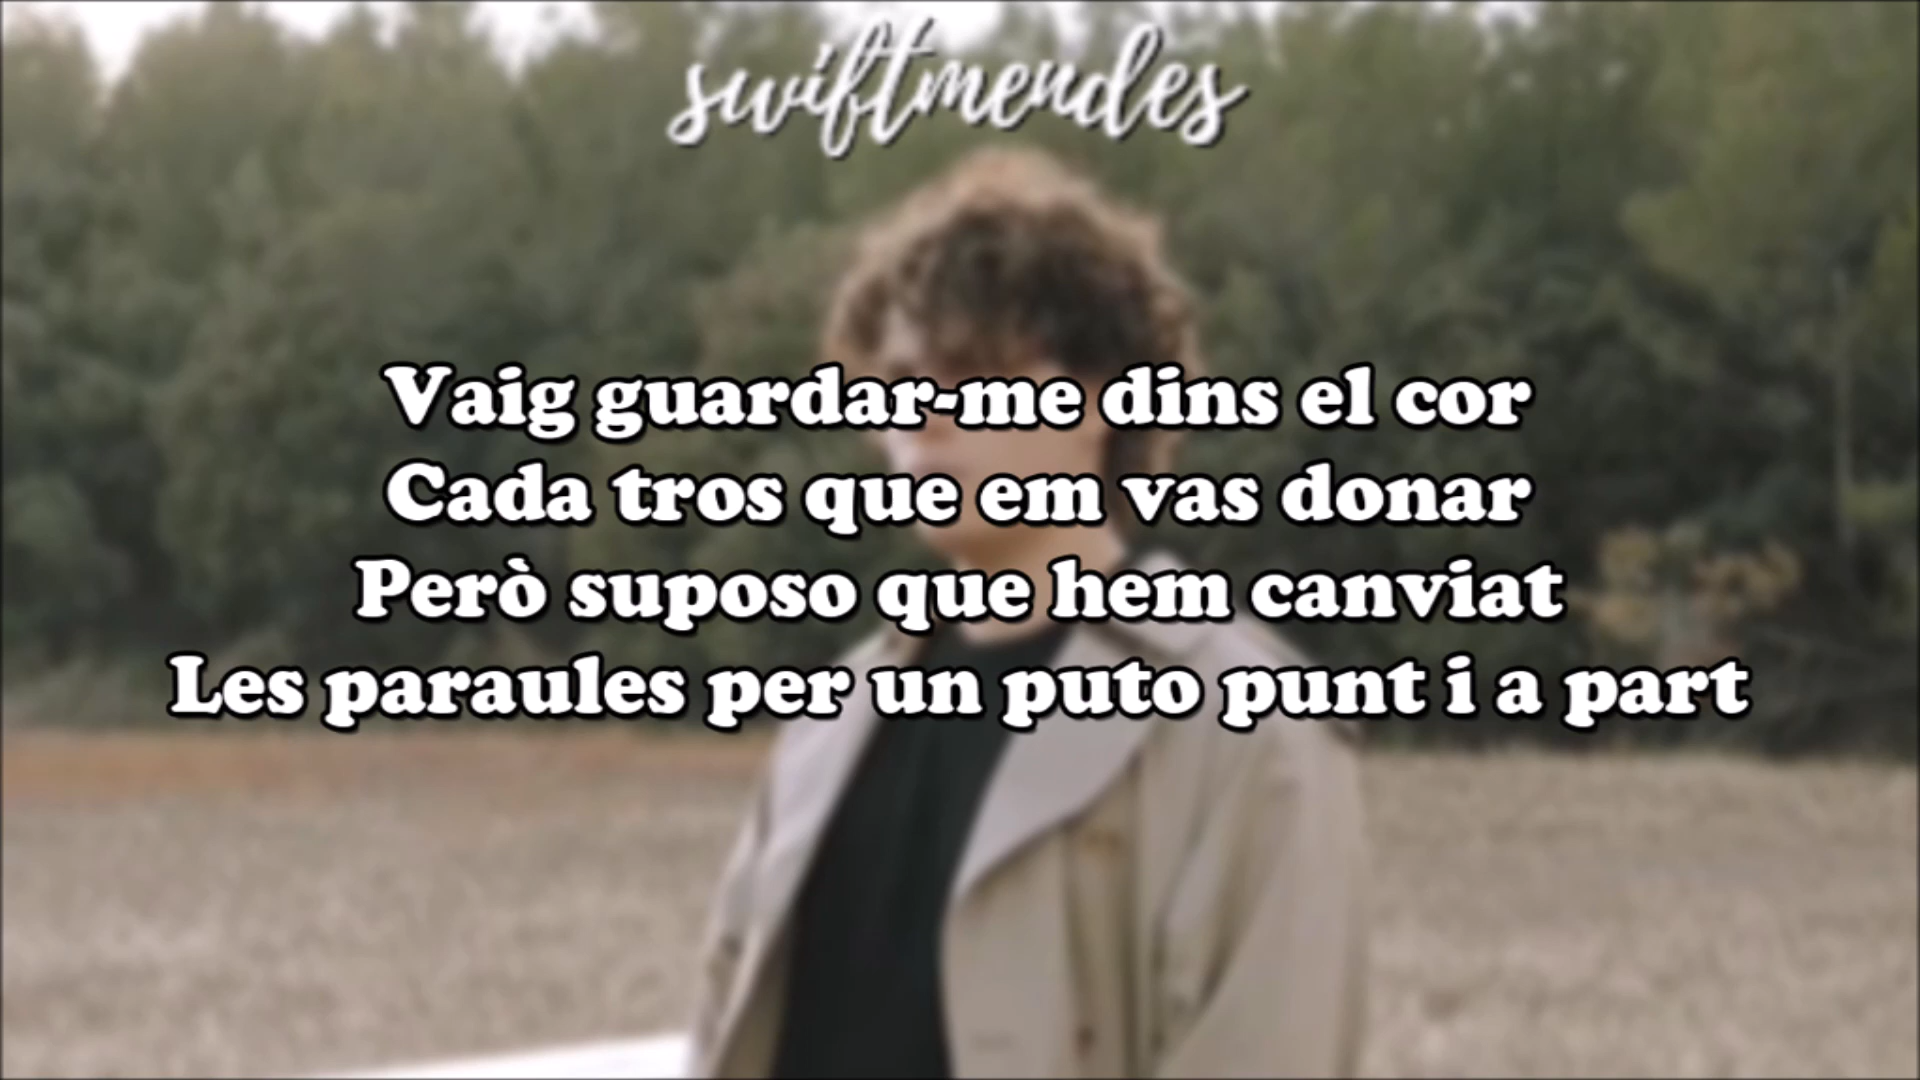 swiftmendes
Vaig guardar-me dins el cor
Cada tros que em vas donar
Però suposo que hem canviat
Les paraules per un puto punt i a part